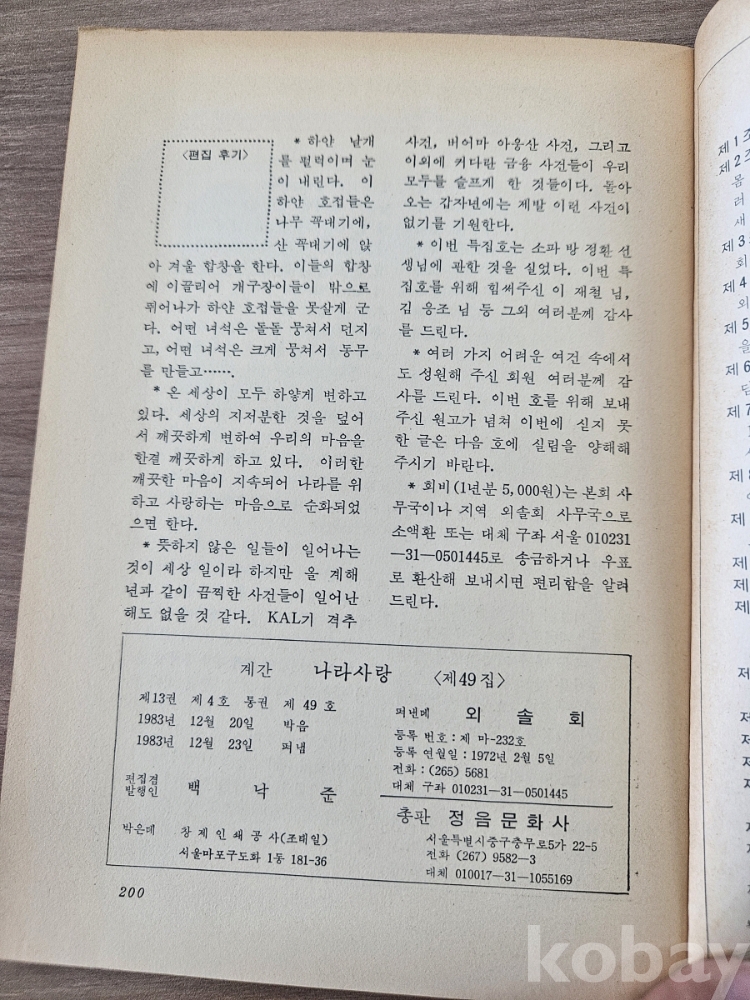 〈편집 후기〉
* 하얀 날개
를 펄럭이며 눈
이 내린다. 이
하얀 호접들은
나무 꼭대기에,
산 꼭대기에 앉
아 겨울 합창을 한다. 이들의 합창
에 이끌리어 개구장이들이 밖으로
뛰어나가 하얀 호접들을 못살게 군
다. 어떤 녀석은 돌돌 뭉쳐서 던지
고, 어떤 녀석은 크게 뭉쳐서 동무
를 만들고…….
* 온 세상이 모두 하얗게 변하고
있다. 세상의 지저분한 것을 덮어
서 깨끗하게 변하여 우리의 마음을
한결 깨끗하게 하고 있다. 이러한
깨끗한 마음이 지속되어 나라를 위
하고 사랑하는 마음으로 순화되었
으면 한다.
* 뜻하지 않은 일들이 일어나는
것이 세상 일이라 하지만 올 계해
년과 같이 끔찍한 사건들이 일어난
해도 없을 것 같다. KAL기 격추
사건, 버어마 아웅산 사건, 그리고
이외에 커다란 금융 사건들이 우리
모두를 슬프게 한 것들이다. 돌아
오는 갑자년에는 제발 이런 사건이
없기를 기원한다.
* 이번 특집호는 소파 방 정환 선
생님에 관한 것을 실었다. 이번 특
집호를 위해 힘써주신 이 재철 님,
김 응조 님 등 그외 여러분께 감사
를 드린다.
* 여러 가지 어려운 여건 속에서
도 성원해 주신 회원 여러분께 감
사를 드린다. 이번 호를 위해 보내
주신 원고가 넘쳐 이번에 싣지 못
한 글은 다음 호에 실림을 양해해
주시기 바란다.
* 회비(1년분 5,000원)는 본회 사
무국이나 지역 외솔회 사무국으로
소액환 또는 대체 구좌 서울 010231
—31—0501445로 송금하거나 우표
로 환산해 보내시면 편리함을 알려
드린다.
계간 나라사랑 〈제49집〉
제13권 제4호 통권 제 49 호
1983년 12월 20일 박음
1983년 12월 23일 펴냄
편집겸
발행인 백 낙 준
박은데 창제인쇄공사(조태일)
서울마포구도화 1동 181-36
펴낸데 외 솔 회
등록 번호 : 제 마-232호
등록 연월일 : 1972년 2월 5일
전화 : (265) 5681
대체 구좌 010231—31—0501445
총판 정음문화사
서울특별시중구충무로5가 22-5
전화 (267) 9582—3
대체 010017—31—1055169
200
제1조
제2조
몸
러
새
제3
회
제4
외
제5
을
제6
제7
제8
제
제
제
제
제
제
제
제
kobay